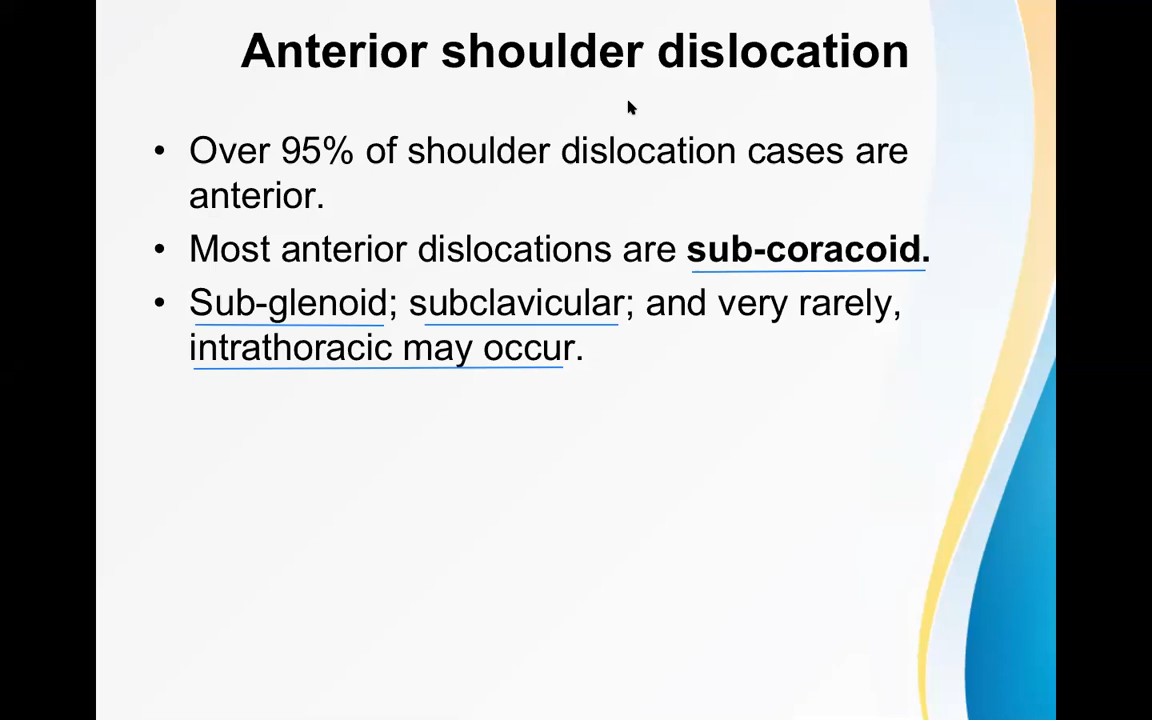 Anterior shoulder dislocation
• Over 95% of shoulder dislocation cases are
anterior.
• Most anterior dislocations are sub-coracoid.
• Sub-glenoid; subclavicular; and very rarely,
intrathoracic may occur.